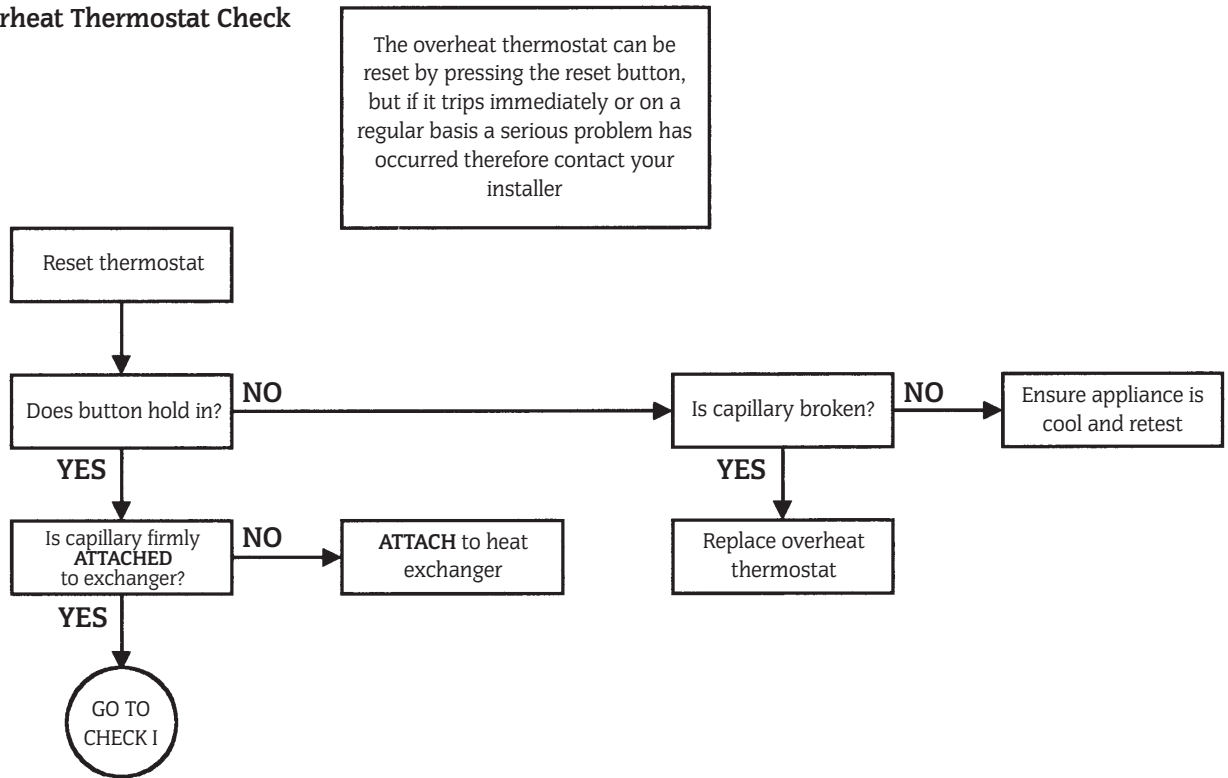 rheat Thermostat Check
The overheat thermostat can be
reset by pressing the reset button,
but if it trips immediately or on a
regular basis a serious problem has
occurred therefore contact your
installer
Reset thermostat
Does button hold in?
NO
Is capillary broken?
NO
Ensure appliance is
cool and retest
YES
YES
Is capillary firmly
ATTACHED
to exchanger?
NO
ATTACH to heat
exchanger
Replace overheat
thermostat
YES
GO TO
CHECK I